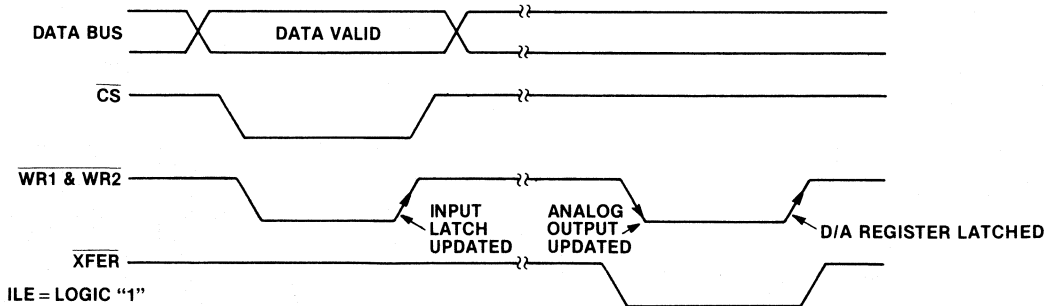 DATA BUS
DATA VALID
CS
WR1 & WR2
INPUT
LATCH
UPDATED
ANALOG
OUTPUT
UPDATED
D/A REGISTER LATCHED
XFER
ILE = LOGIC "1"